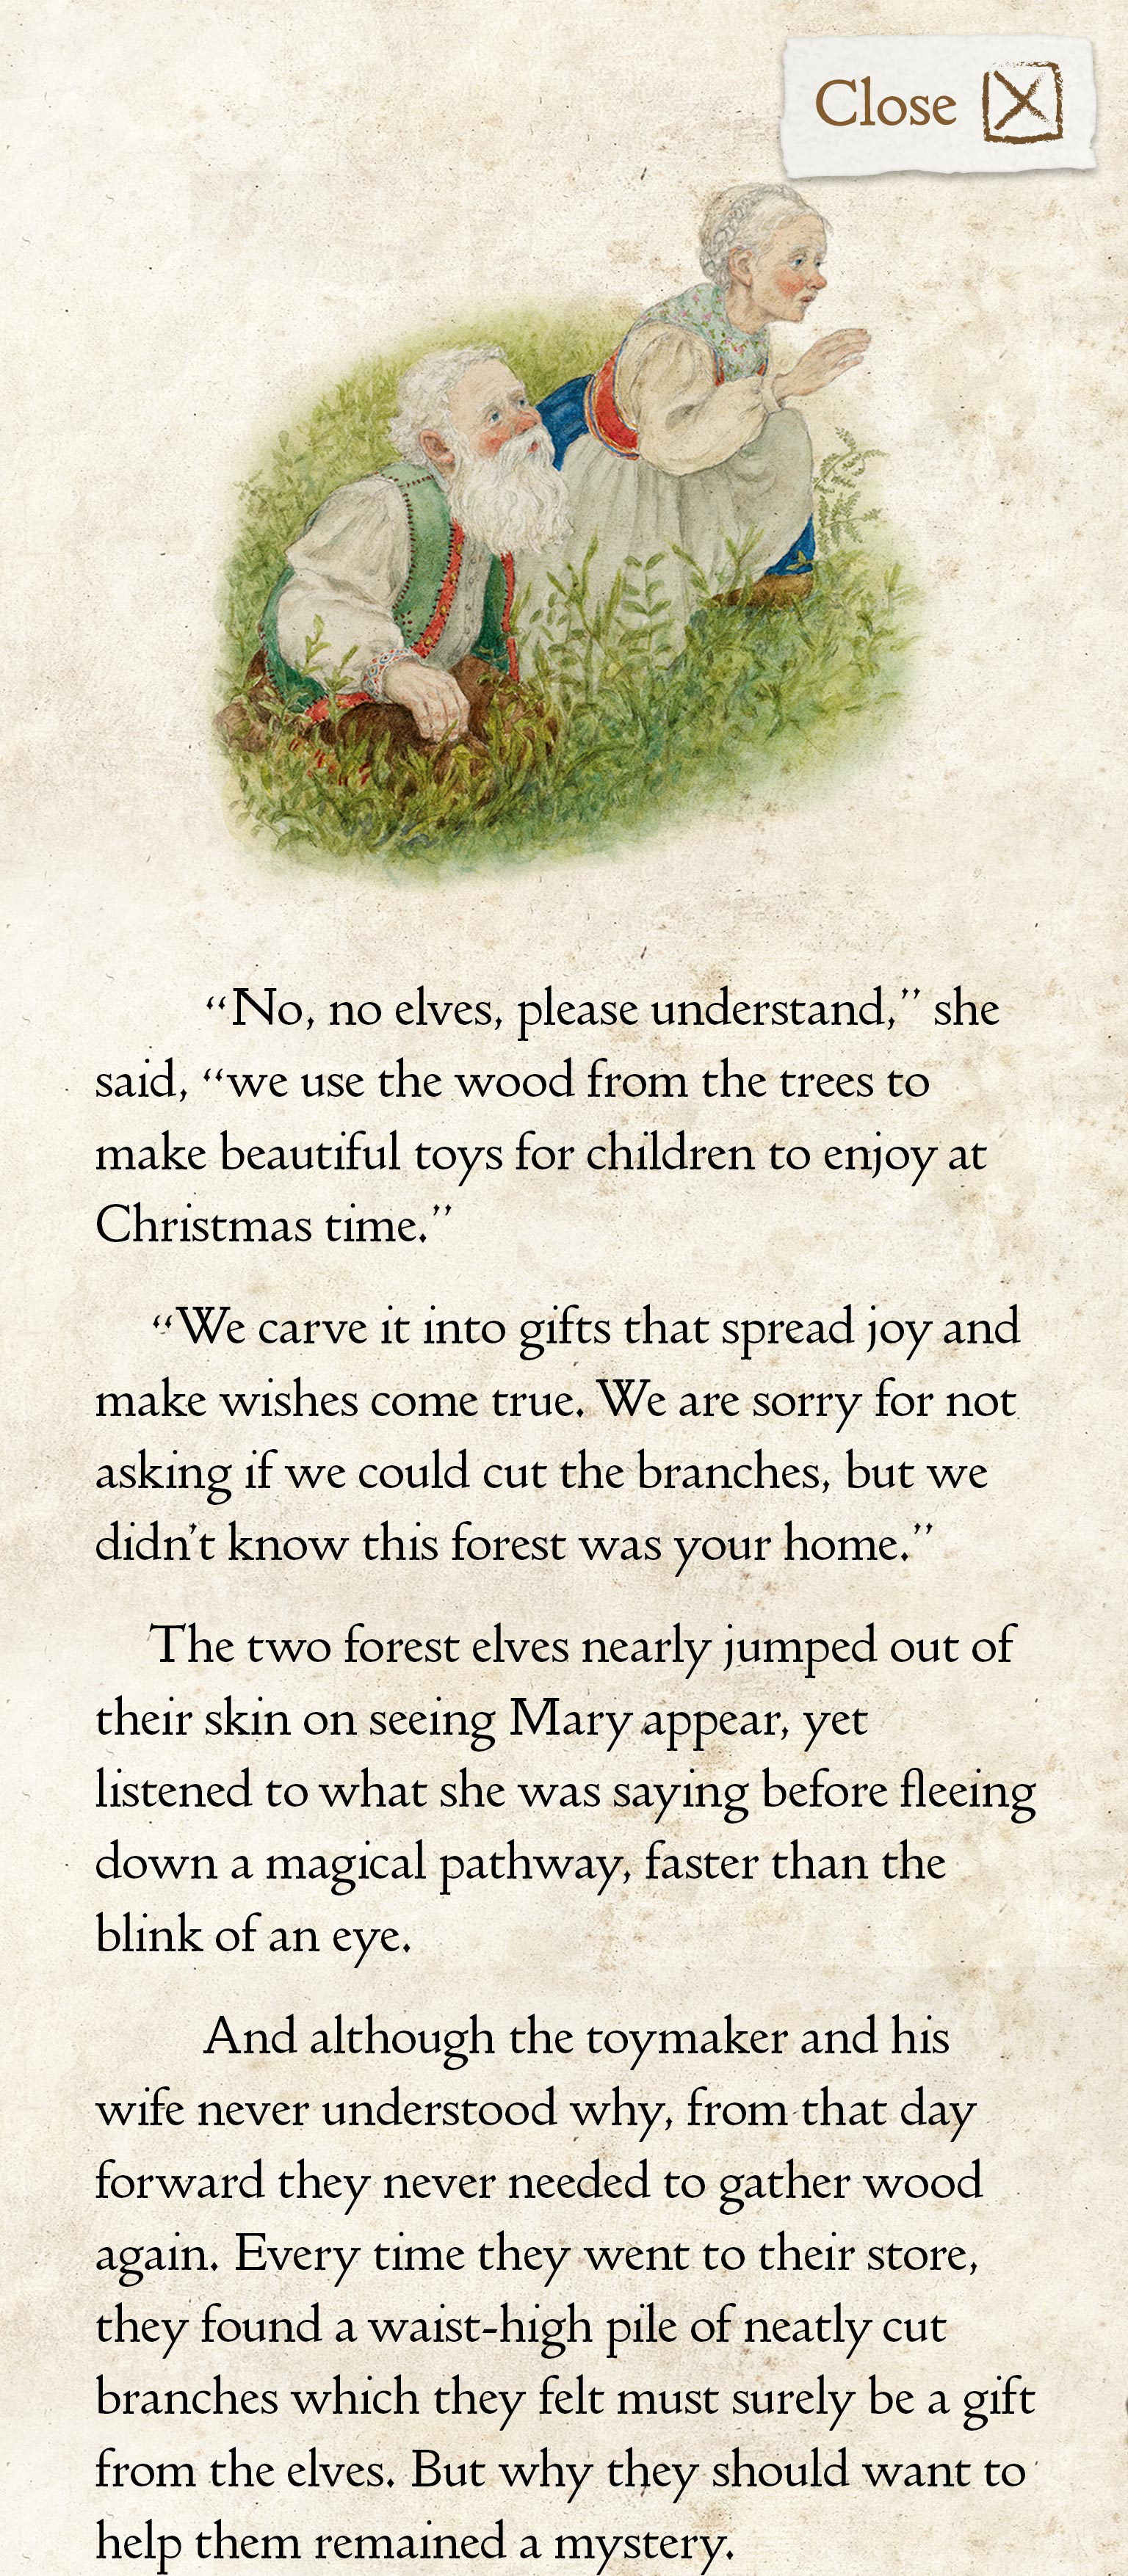 Close
“No, no elves, please understand,” she
said, “we use the wood from the trees to
make beautiful toys for children to enjoy at
Christmas time.”
“We carve it into gifts that spread joy and
make wishes come true. We are sorry for not
asking if we could cut the branches, but we
didn’t know this forest was your home.”
The two forest elves nearly jumped out of
their skin on seeing Mary appear, yet
listened to what she was saying before fleeing
down a magical pathway, faster than the
blink of an eye.
And although the toymaker and his
wife never understood why, from that day
forward they never needed to gather wood
again. Every time they went to their store,
they found a waist-high pile of neatly cut
branches which they felt must surely be a gift
from the elves. But why they should want to
help them remained a mystery.